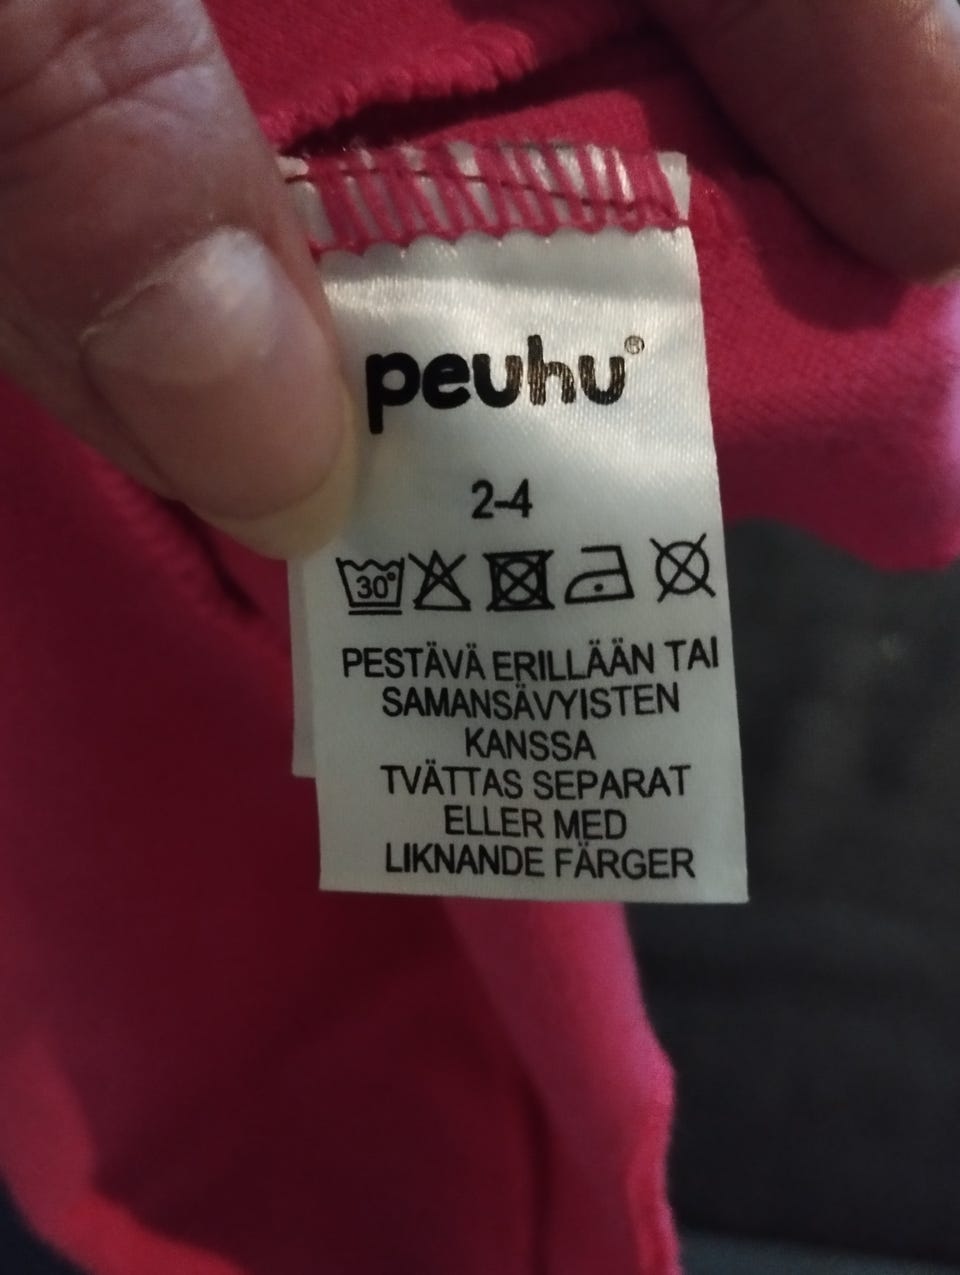 peuhu®
2-4
30°
PESTÄVÄ ERILLÄÄN TAI
SAMANSÄVYISTEN
KANSSA
TVÄTTAS SEPARAT
ELLER MED
LIKNANDE FÄRGER